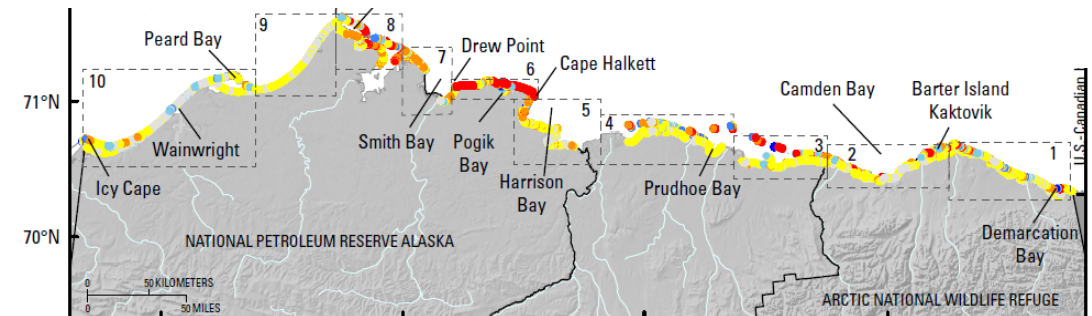 9
8
Peard Bay
7
Drew Point
10
6
Cape Halkett
71°
Camden Bay
Barter Island
Kaktovik
U.S.-Canadian
5
4
Smith Bay
Pogik
Bay
3
2
1
Wainwright
Icy Cape
Harrison
Bay
Prudhoe Bay
70°
NATIONAL PETROLEUM RESERVE ALASKA
Demarcation
Bay
0 50 KILOMETERS
0 50 MILES
ARCTIC NATIONAL WILDLIFE REFUGE